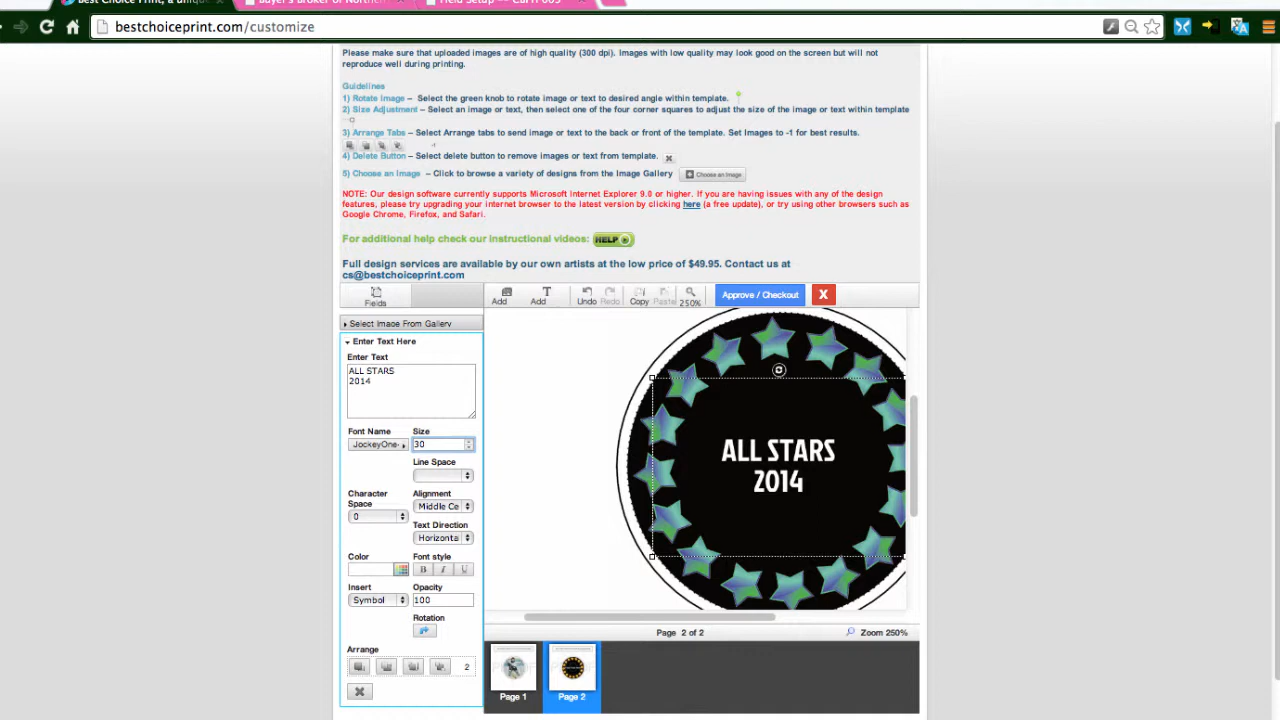 bestchoiceprint.com/customize
Please make sure that uploaded images are of high quality (300 dpi). Images with low quality may look good on the screen but will not
reproduce well during printing.
Guidelines
1) Rotate Image – Select the green knob to rotate image or text to desired angle within template.
2) Size Adjustment – Select an image or text, then select one of the four corner squares to adjust the size of the image or text within template
3) Arrange Tabs – Select Arrange tabs to send image or text to the back or front of the template. Set Images to -1 for best results.
4) Delete Button – Select delete button to remove images or text from template.
5) Choose an Image – Click to browse a variety of designs from the Image Gallery Choose an Image
NOTE: Our design software currently supports Microsoft Internet Explorer 9.0 or higher. If you are having issues with any of the design
features, please try upgrading your internet browser to the latest version by clicking here (a free update), or try using other browsers such as
Google Chrome, Firefox, and Safari.
For additional help check our instructional videos: HELP
Full design services are available by our own artists at the low price of $49.95. Contact us at
cs@bestchoiceprint.com
Fields
Add Add Undo Redo Copy Paste 250% Approve / Checkout X
Select Image From Gallery
Enter Text Here
Enter Text
ALL STARS
2014
Font Name Size
JockeyOne- 30
Line Space
Character Space
0
Alignment
Middle Ce
Text Direction
Horizonta
Color Font style
B I U
Insert Opacity
Symbol 100
Rotation
Arrange
2
ALL STARS
2014
Page 2 of 2 Zoom 250%
Page 1 Page 2